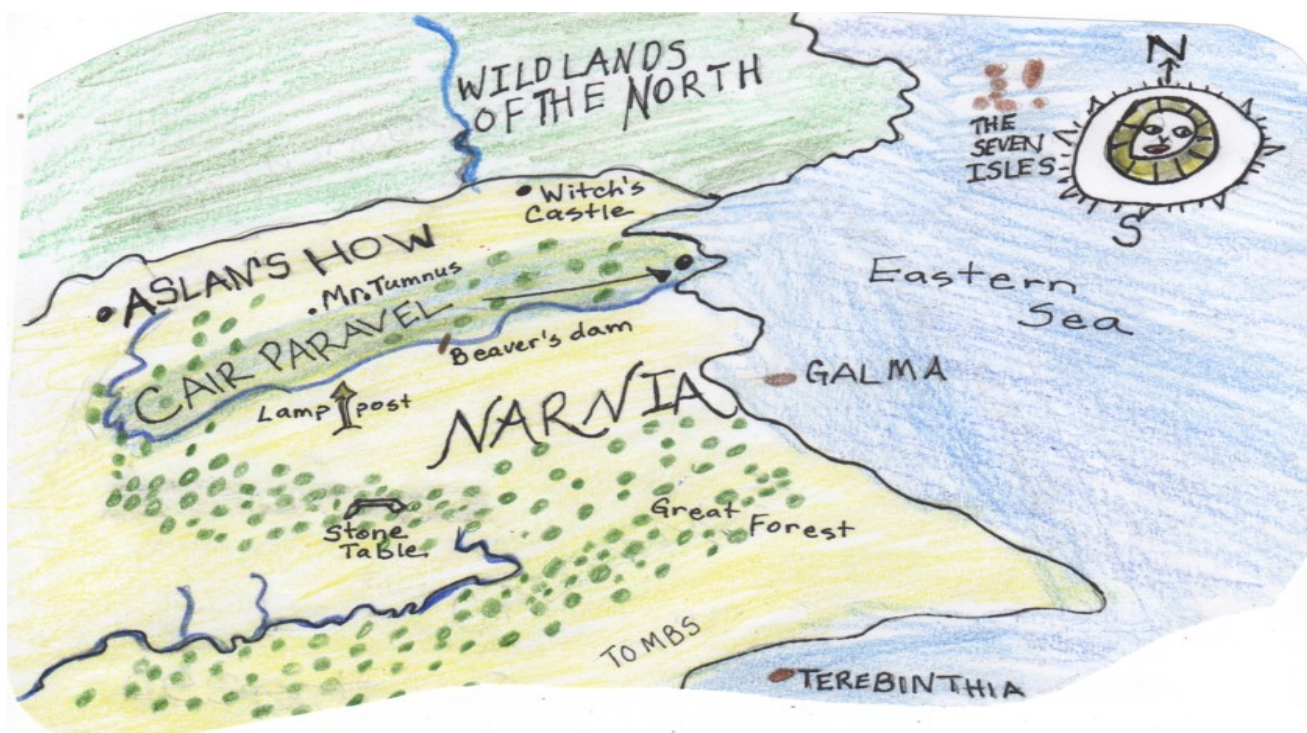 WILDLANDS
OF THE NORTH
N
THE
SEVEN
ISLES
S
Witch's
Castle
ASLAN'S HOW
Mr. Tumnus
Eastern
Sea
CAIR PARAVEL
Beaver's dam
GALMA
Lamp post
NARNIA
Great
Forest
Stone
Table
TOMBS
TEREBINTHIA